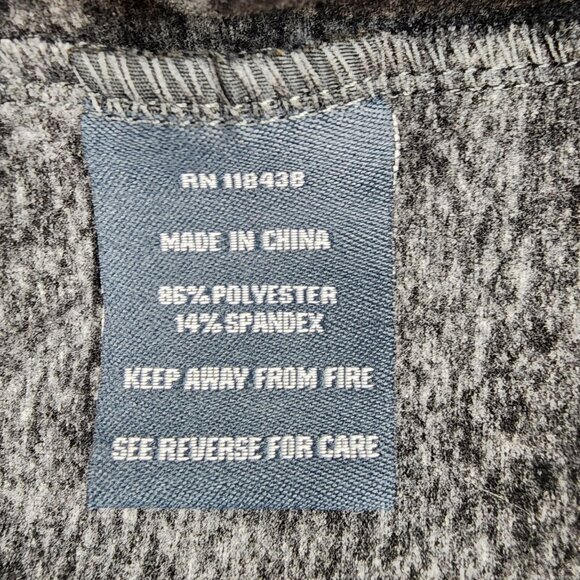 RN 118438
MADE IN CHINA
86% POLYESTER
14% SPANDEX
KEEP AWAY FROM FIRE
SEE REVERSE FOR CARE